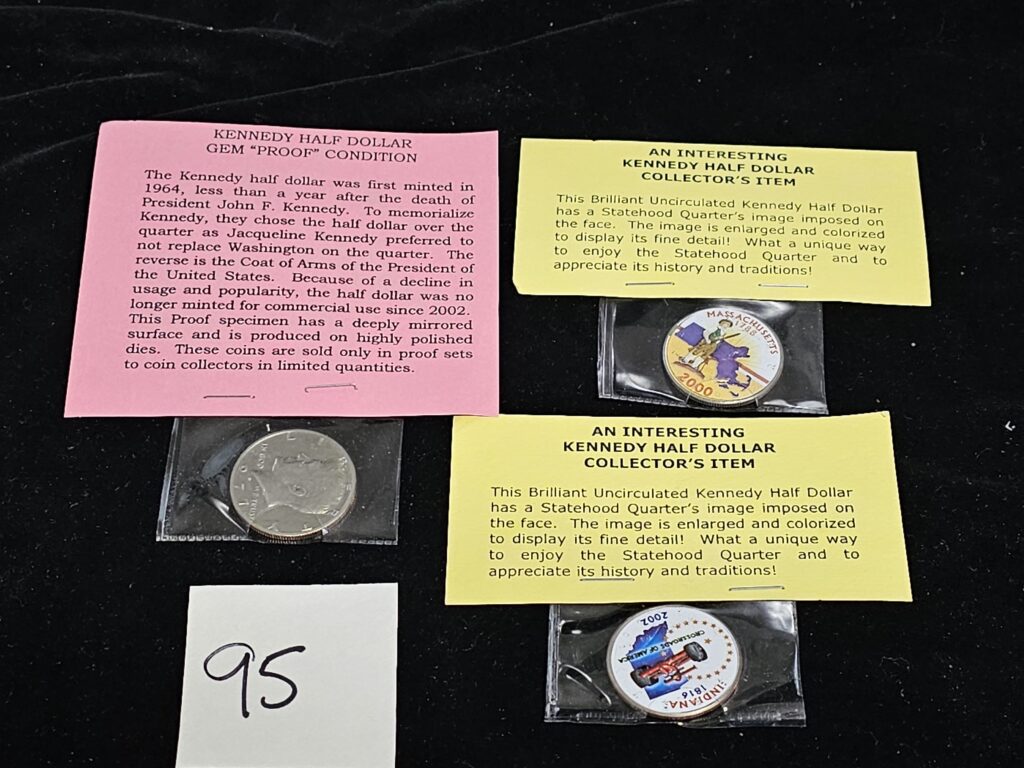 KENNEDY HALF DOLLAR
GEM "PROOF" CONDITION
The Kennedy half dollar was first minted in
1964, less than a year after the death of
President John F. Kennedy. To memorialize
Kennedy, they chose the half dollar over the
quarter as Jacqueline Kennedy preferred to
not replace Washington on the quarter. The
reverse is the Coat of Arms of the President of
the United States. Because of a decline in
usage and popularity, the half dollar was no
longer minted for commercial use since 2002.
This Proof specimen has a deeply mirrored
surface and is produced on highly polished
dies. These coins are sold only in proof sets
to coin collectors in limited quantities.
AN INTERESTING
KENNEDY HALF DOLLAR
COLLECTOR'S ITEM
This Brilliant Uncirculated Kennedy Half Dollar
has a Statehood Quarter's image imposed on
the face. The image is enlarged and colorized
to display its fine detail! What a unique way
to enjoy the Statehood Quarter and to
appreciate its history and traditions!
MASSACHUSETTS
1788
2000
AN INTERESTING
KENNEDY HALF DOLLAR
COLLECTOR'S ITEM
This Brilliant Uncirculated Kennedy Half Dollar
has a Statehood Quarter's image imposed on
the face. The image is enlarged and colorized
to display its fine detail! What a unique way
to enjoy the Statehood Quarter and to
appreciate its history and traditions!
2002
CROSSROADS OF AMERICA
1816
INDIANA
95